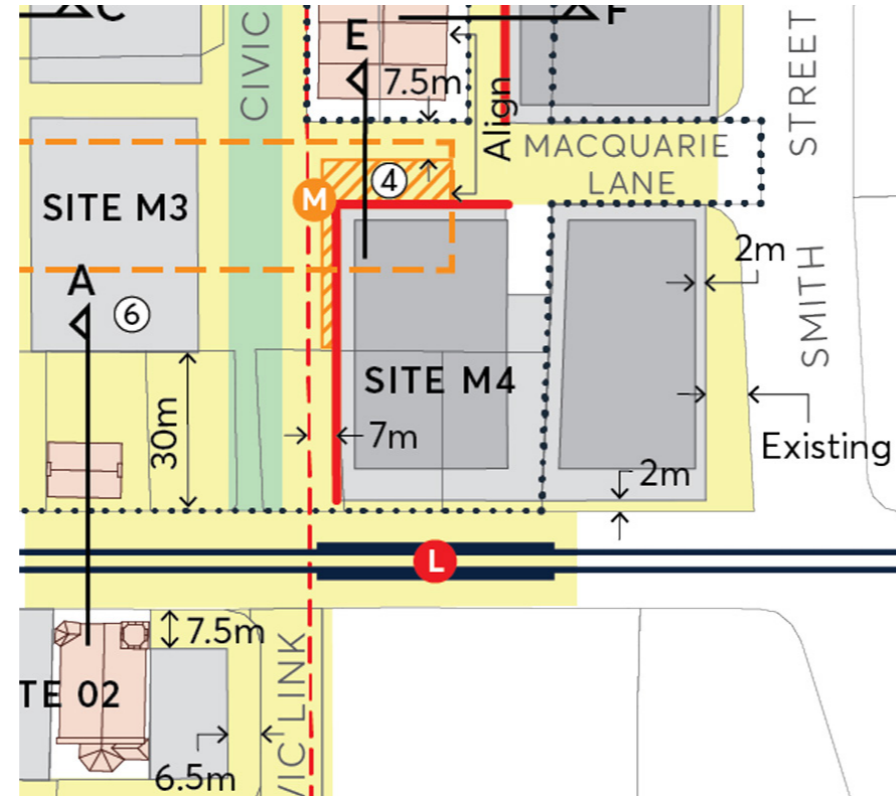 C
CIVIC
E
F
7.5m
Align
STREET
MACQUARIE
LANE
4
M
SITE M3
A
6
2m
SMITH
SITE M4
30m
7m
Existing
2m
L
7.5m
TE 02
VIC LINK
6.5m